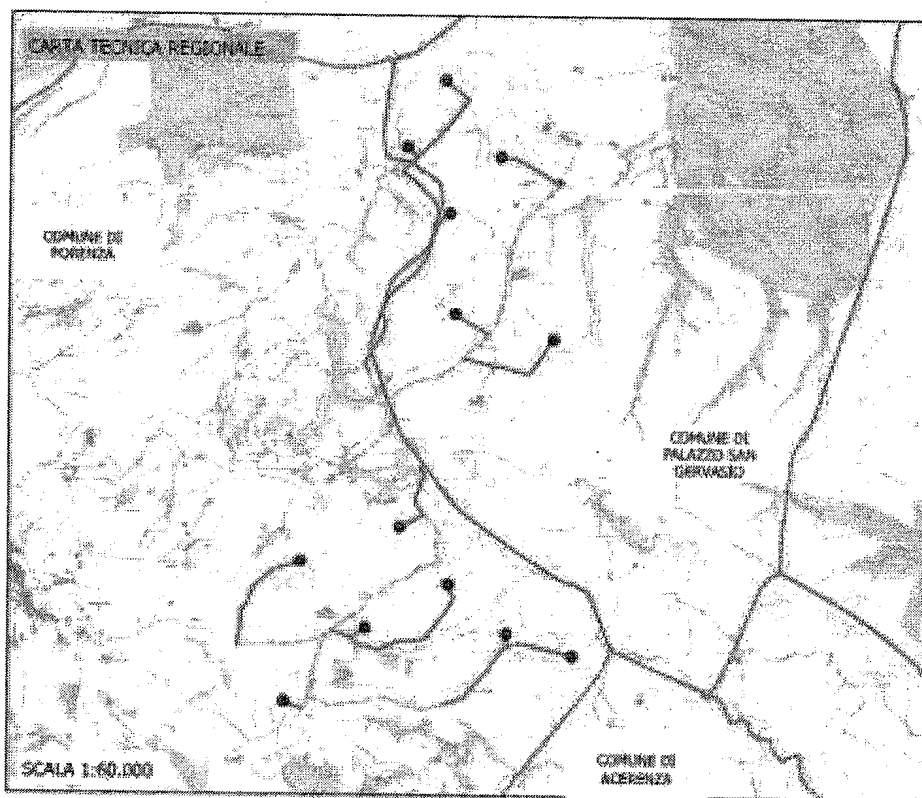 CARTA TECNICA REGIONALE
COMUNE DI
FORENZA
COMUNE DI
PALAZZO SAN
GERVASIO
SCALA 1:60.000
COMUNE DI
ACERENZA